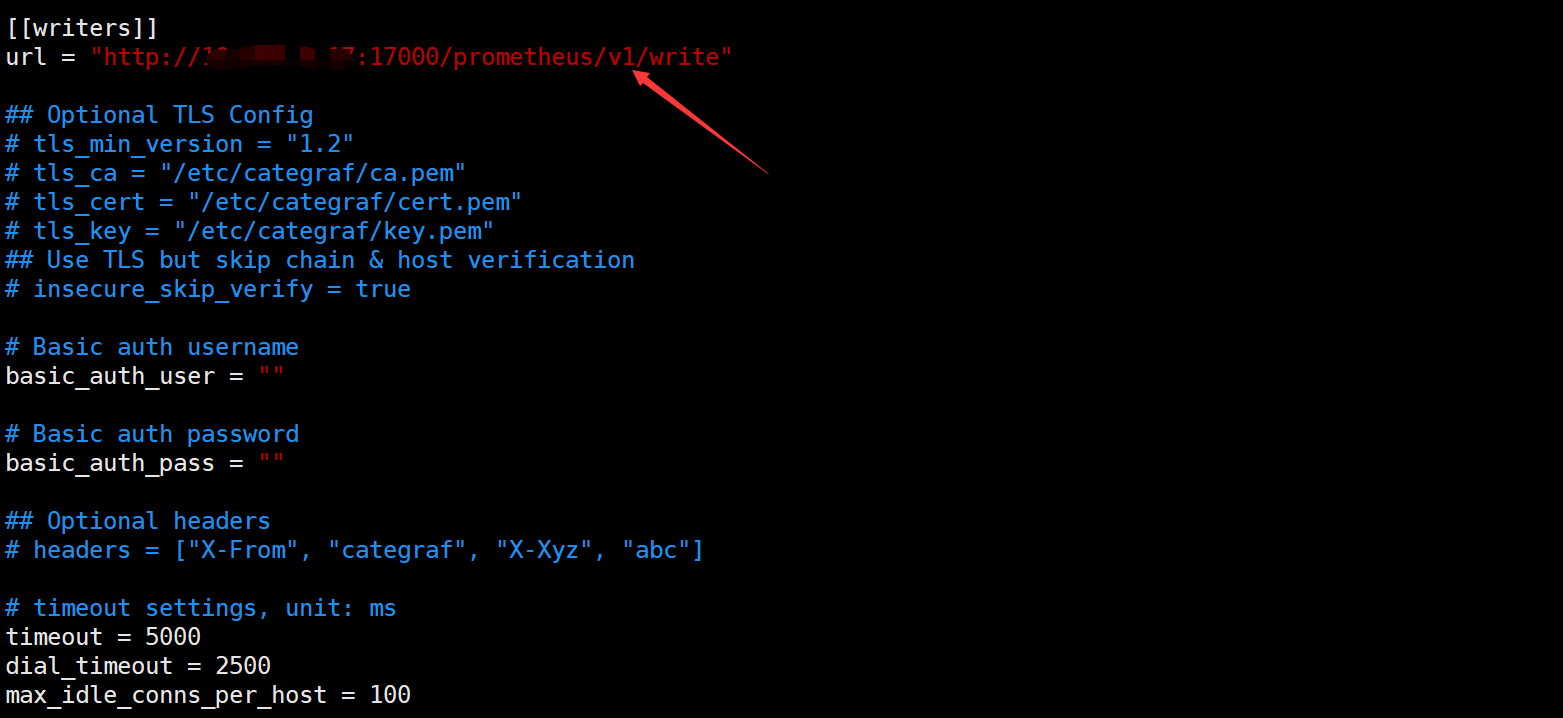 [[writers]]
url = "http:// :17000/prometheus/v1/write"
## Optional TLS Config
# tls_min_version = "1.2"
# tls_ca = "/etc/categraf/ca.pem"
# tls_cert = "/etc/categraf/cert.pem"
# tls_key = "/etc/categraf/key.pem"
## Use TLS but skip chain & host verification
# insecure_skip_verify = true
# Basic auth username
basic_auth_user = ""
# Basic auth password
basic_auth_pass = ""
## Optional headers
# headers = ["X-From", "categraf", "X-Xyz", "abc"]
# timeout settings, unit: ms
timeout = 5000
dial_timeout = 2500
max_idle_conns_per_host = 100